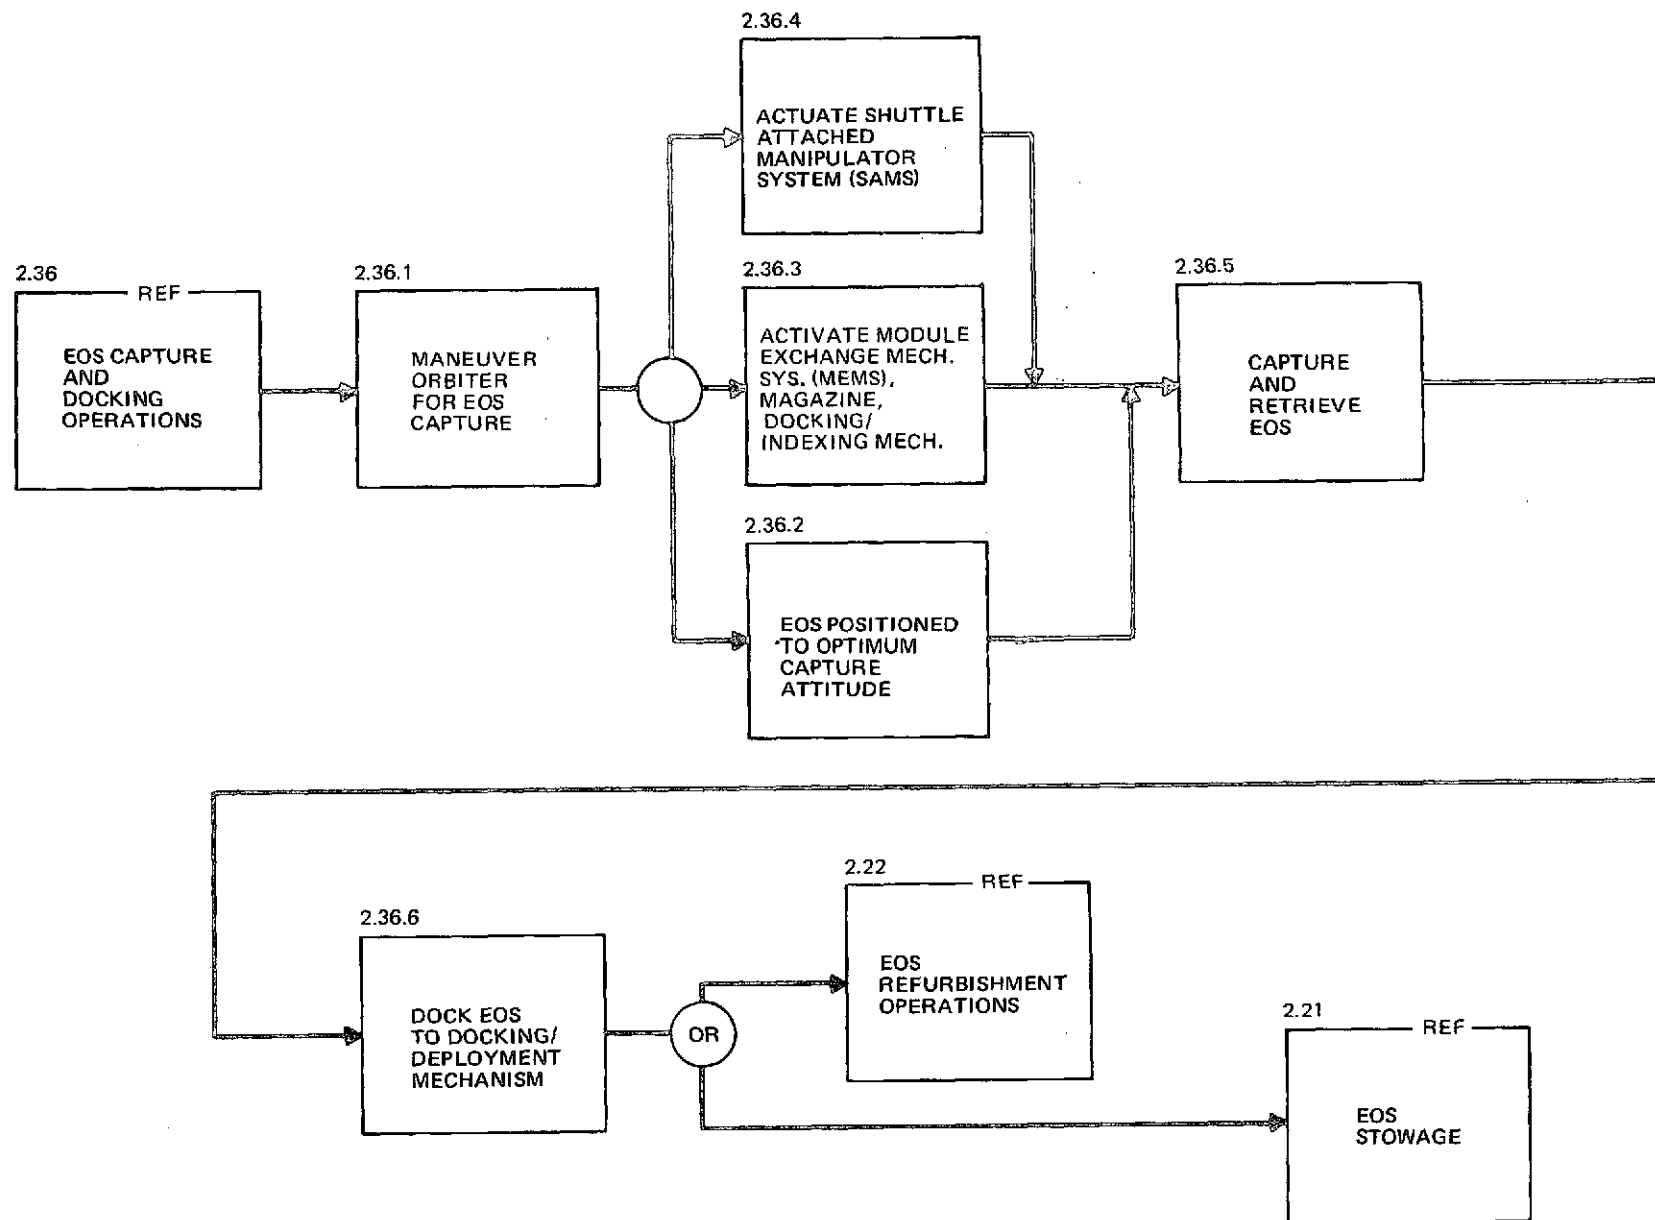 2.36.4
ACTUATE SHUTTLE
ATTACHED
MANIPULATOR
SYSTEM (SAMS)
2.36
REF
EOS CAPTURE
AND
DOCKING
OPERATIONS
2.36.1
MANEUVER
ORBITER
FOR EOS
CAPTURE
2.36.3
ACTIVATE MODULE
EXCHANGE MECH.
SYS. (MEMS),
MAGAZINE,
DOCKING/
INDEXING MECH.
2.36.5
CAPTURE
AND
RETRIEVE
EOS
2.36.2
EOS POSITIONED
TO OPTIMUM
CAPTURE
ATTITUDE
2.36.6
DOCK EOS
TO DOCKING/
DEPLOYMENT
MECHANISM
OR
2.22
REF
EOS
REFURBISHMENT
OPERATIONS
2.21
REF
EOS
STOWAGE